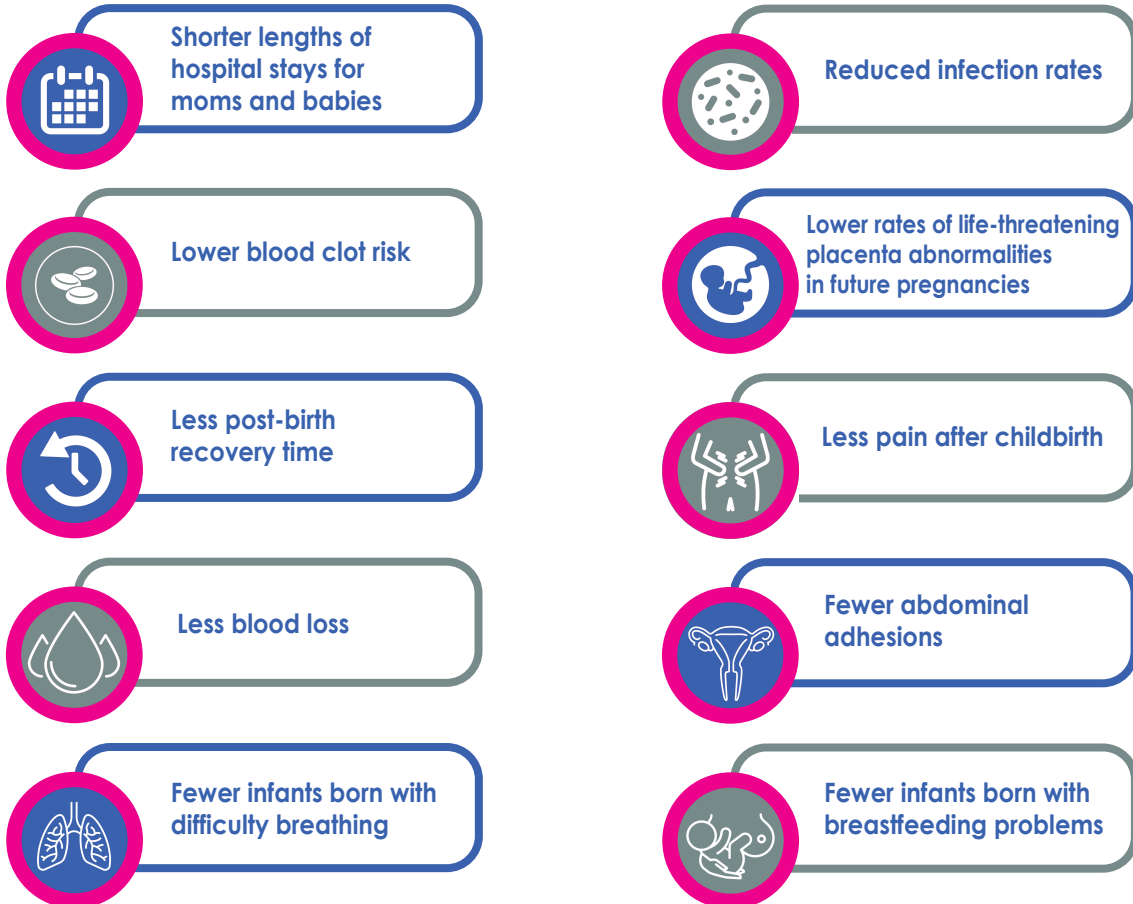 Shorter lengths of
hospital stays for
moms and babies
Reduced infection rates
Lower blood clot risk
Lower rates of life-threatening
placenta abnormalities
in future pregnancies
Less post-birth
recovery time
Less pain after childbirth
Less blood loss
Fewer abdominal
adhesions
Fewer infants born with
difficulty breathing
Fewer infants born with
breastfeeding problems